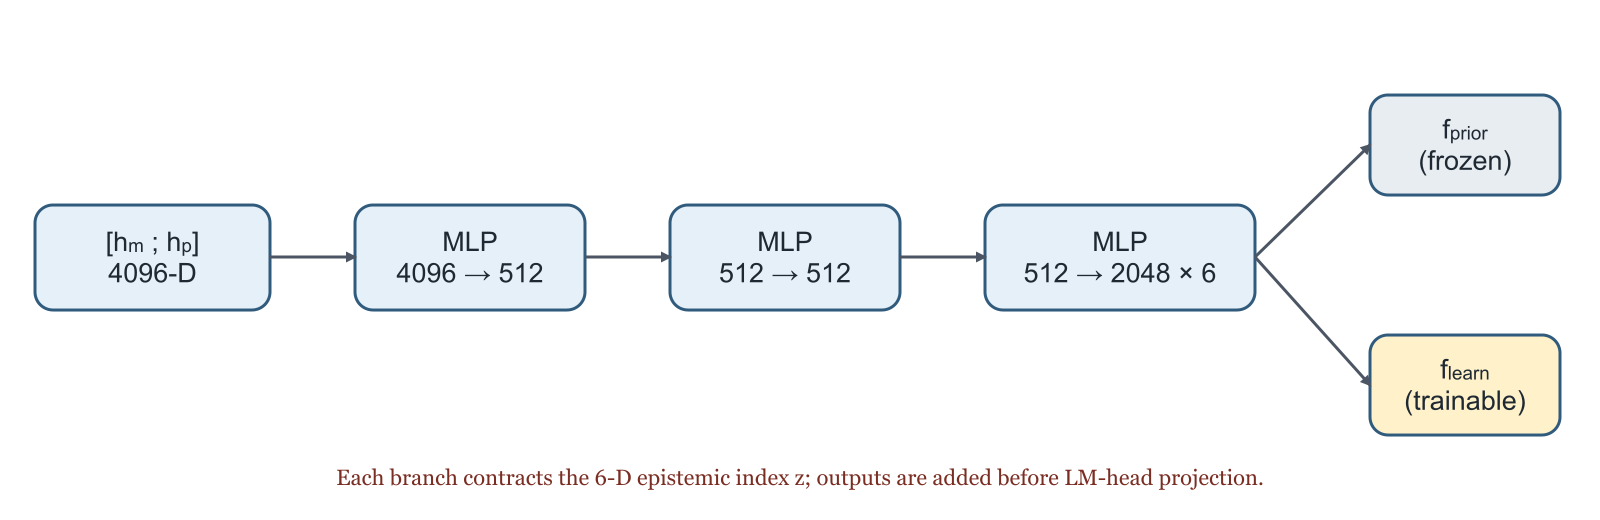 [hₘ ; hₚ]
4096-D
MLP
4096 → 512
MLP
512 → 512
MLP
512 → 2048 × 6
fₚᵣᵢₒᵣ
(frozen)
fₗₑₐᵣₙ
(trainable)
Each branch contracts the 6-D epistemic index z; outputs are added before LM-head projection.